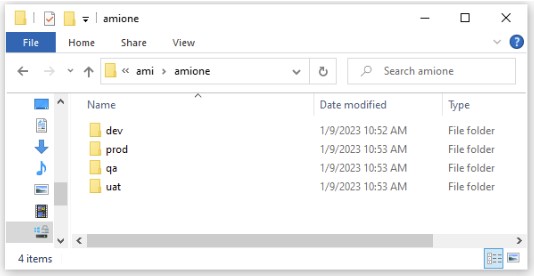 amione
File Home Share View
« ami › amione Search amione
Name Date modified Type
dev 1/9/2023 10:52 AM File folder
prod 1/9/2023 10:53 AM File folder
qa 1/9/2023 10:53 AM File folder
uat 1/9/2023 10:53 AM File folder
4 items